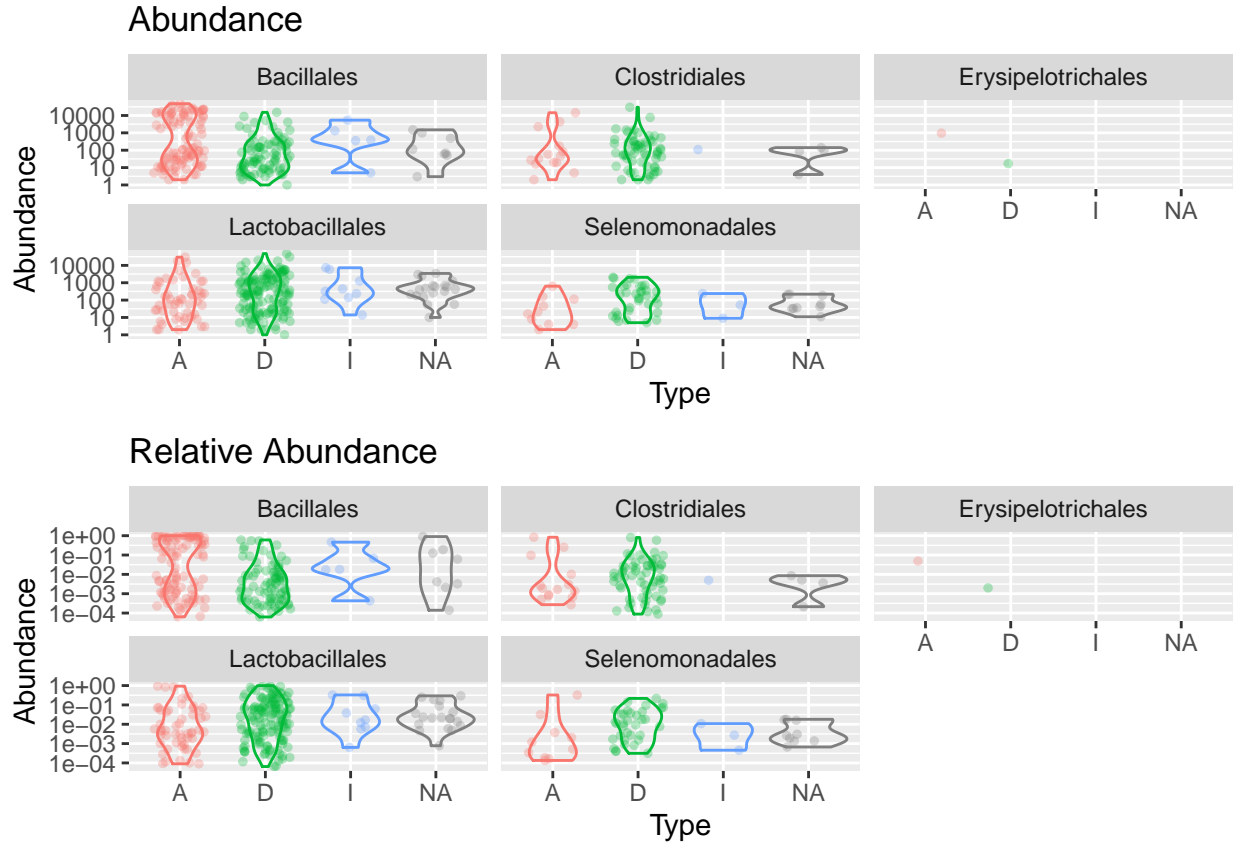 Abundance
Bacillales Clostridiales Erysipelotrichales
10000
1000
100
10
1
A D I NA
Lactobacillales Selenomonadales
10000
1000
100
10
1
Abundance
A D I NA A D I NA
Type
Relative Abundance
Bacillales Clostridiales Erysipelotrichales
1e+00
1e-01
1e-02
1e-03
1e-04
A D I NA
Lactobacillales Selenomonadales
1e+00
1e-01
1e-02
1e-03
1e-04
Abundance
A D I NA A D I NA
Type